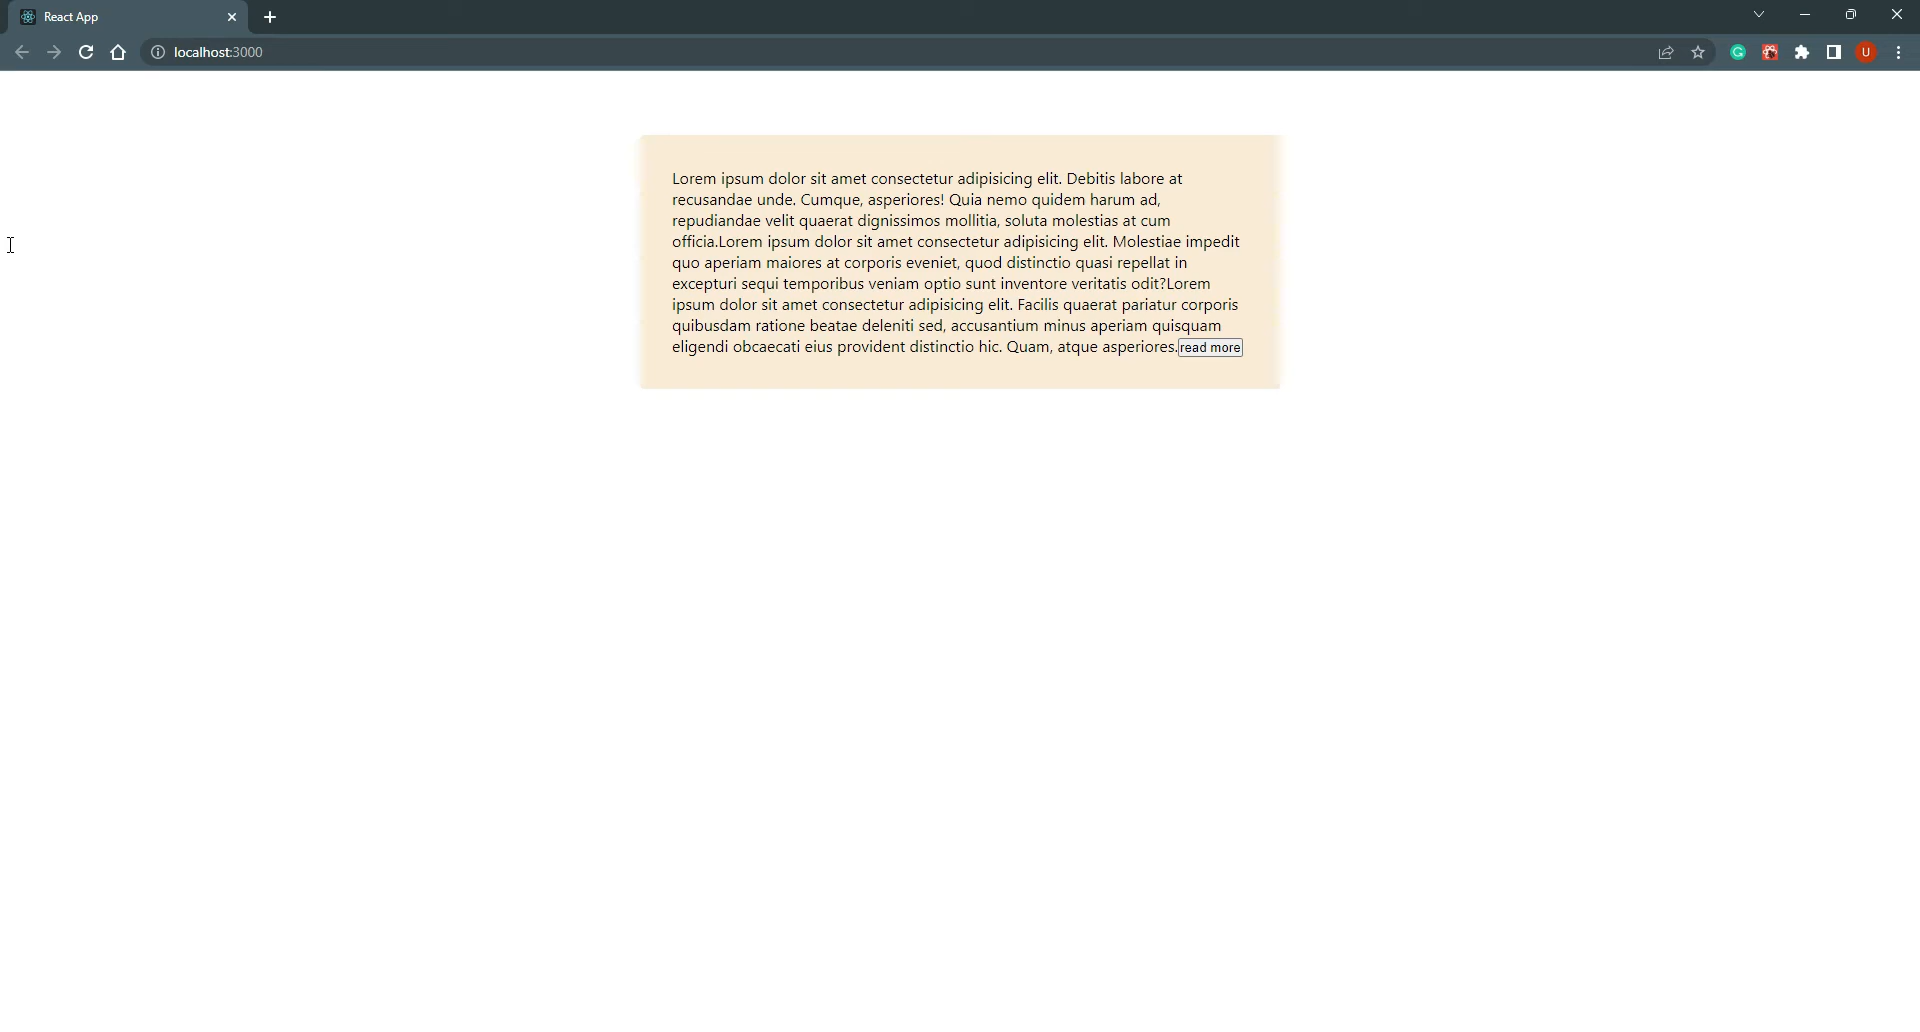 React App
localhost:3000
U
Lorem ipsum dolor sit amet consectetur adipisicing elit. Debitis labore at
recusandae unde. Cumque, asperiores! Quia nemo quidem harum ad,
repudiandae velit quaerat dignissimos mollitia, soluta molestias at cum
officia.Lorem ipsum dolor sit amet consectetur adipisicing elit. Molestiae impedit
quo aperiam maiores at corporis eveniet, quod distinctio quasi repellat in
excepturi sequi temporibus veniam optio sunt inventore veritatis odit?Lorem
ipsum dolor sit amet consectetur adipisicing elit. Facilis quaerat pariatur corporis
quibusdam ratione beatae deleniti sed, accusantium minus aperiam quisquam
eligendi obcaecati eius provident distinctio hic. Quam, atque asperiores.read more